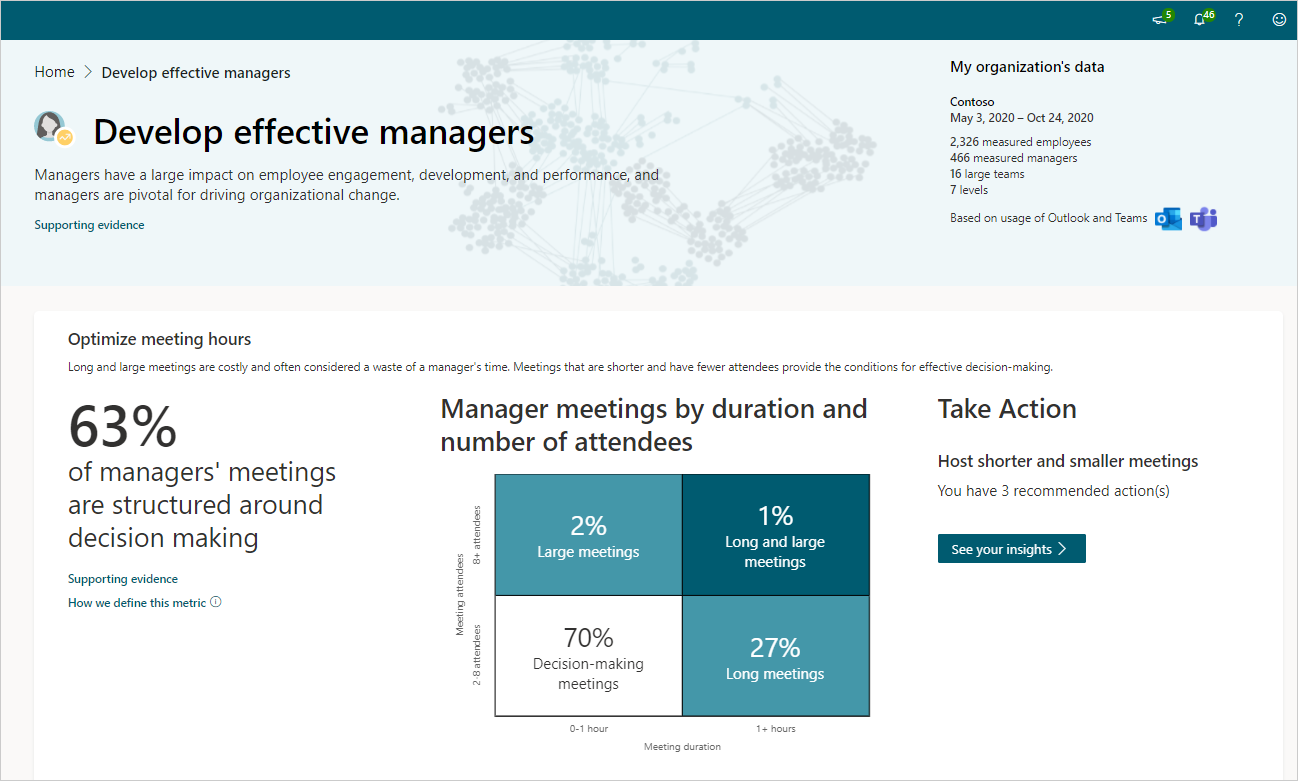 5
46
?
Home > Develop effective managers
Develop effective managers
Managers have a large impact on employee engagement, development, and performance, and
managers are pivotal for driving organizational change.
Supporting evidence
My organization's data
Contoso
May 3, 2020 – Oct 24, 2020
2,326 measured employees
466 measured managers
16 large teams
7 levels
Based on usage of Outlook and Teams
Optimize meeting hours
Long and large meetings are costly and often considered a waste of a manager's time. Meetings that are shorter and have fewer attendees provide the conditions for effective decision-making.
63%
of managers' meetings
are structured around
decision making
Supporting evidence
How we define this metric
Manager meetings by duration and
number of attendees
Meeting attendees
8+ attendees
2-8 attendees
2%
Large meetings
1%
Long and large
meetings
70%
Decision-making
meetings
27%
Long meetings
0-1 hour
1+ hours
Meeting duration
Take Action
Host shorter and smaller meetings
You have 3 recommended action(s)
See your insights >